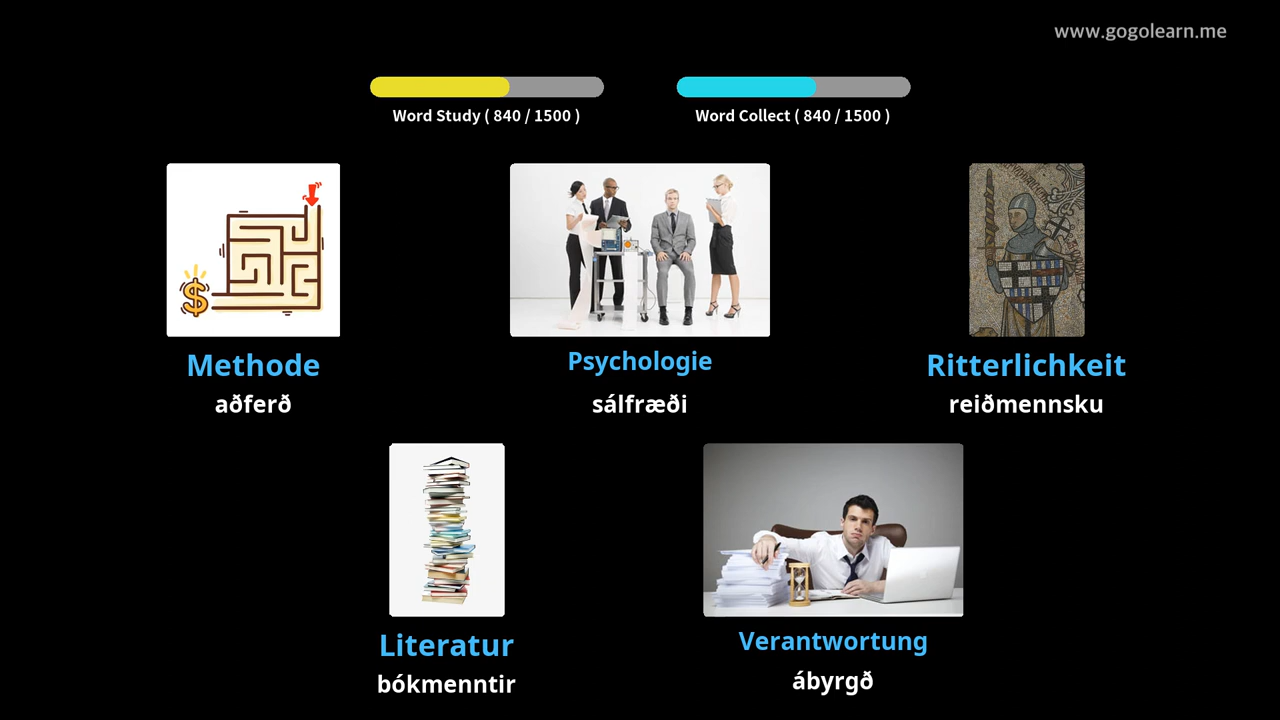 www.gogolearn.me
Word Study ( 840 / 1500 )
Word Collect ( 840 / 1500 )
Methode
aðferð
Psychologie
sálfræði
Ritterlichkeit
reiðmennsku
Literatur
bókmenntir
Verantwortung
ábyrgð